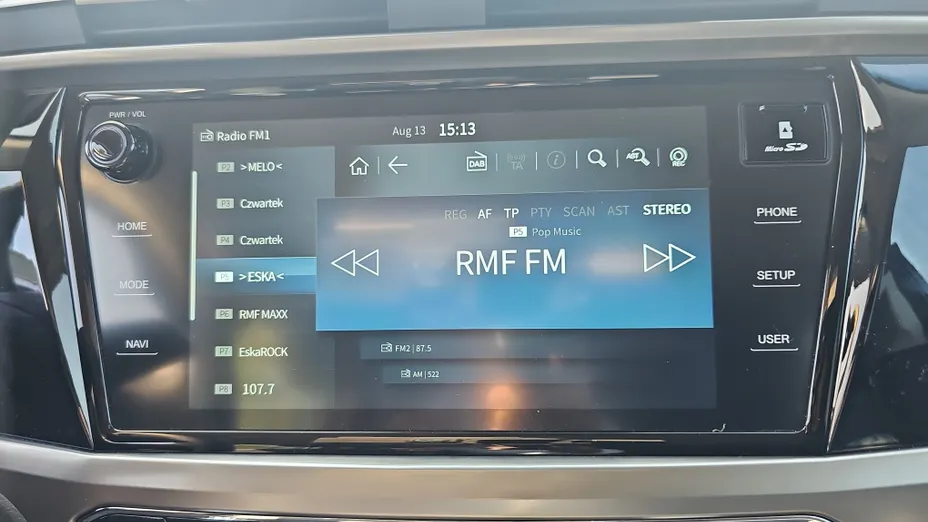 PWR / VOL
Radio FM1
Aug 13 15:13
Micro SD
HOME
MODE
NAVI
P2 >MELO<
P3 Czwartek
P4 Czwartek
P5 >ESKA<
P6 RMF MAXX
P7 EskaROCK
P8 107.7
DAB TA i AST REC
REG AF TP PTY SCAN AST STEREO
P5 Pop Music
RMF FM
FM2 | 87.5
AM | 522
PHONE
SETUP
USER